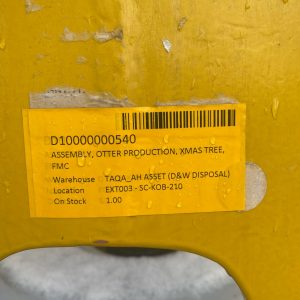 D10000000540
ASSEMBLY, OTTER PRODUCTION, XMAS TREE,
FMC
Warehouse TAQA_AH ASSET (D&W DISPOSAL)
Location EXT003 - SC-KOB-210
On Stock 1.00